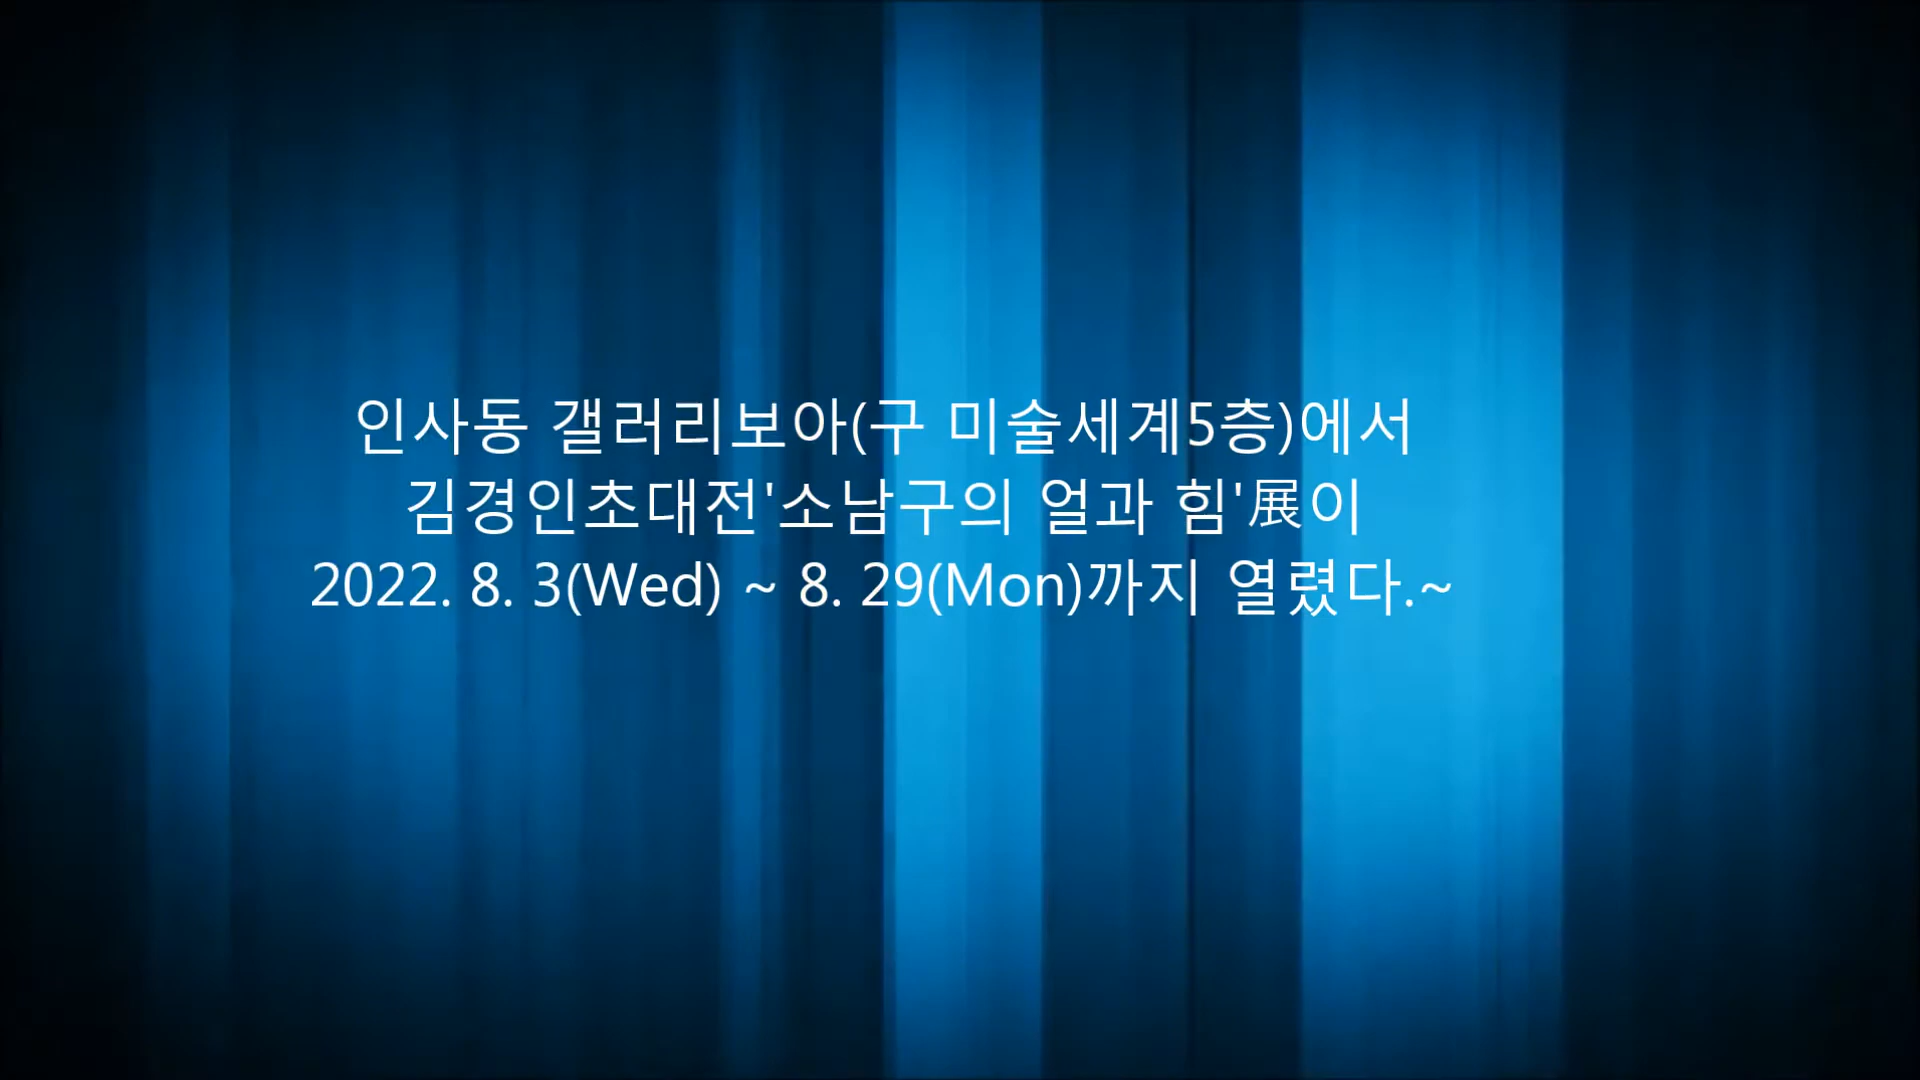 인사동 갤러리보아(구 미술세계5층)에서
김경인초대전'소남구의 얼과 힘'展이
2022. 8. 3(Wed) ~ 8. 29(Mon)까지 열렸다.~